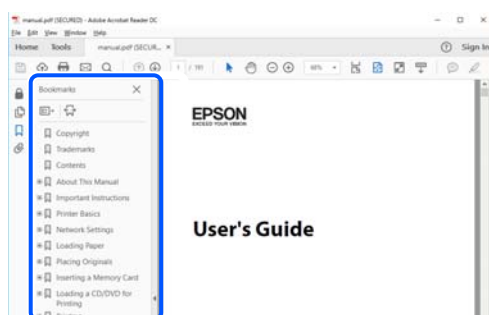 manual.pdf (SECURED) - Adobe Acrobat Reader DC
File Edit View Window Help
Home Tools manual.pdf (SECUR... ×
Sign In
1 / 191
Bookmarks
EPSON
EXCEED YOUR VISION
Copyright
Trademarks
Contents
About This Manual
Important Instructions
Printer Basics
Network Settings
Loading Paper
Placing Originals
Inserting a Memory Card
Loading a CD/DVD for
Printing
User's Guide